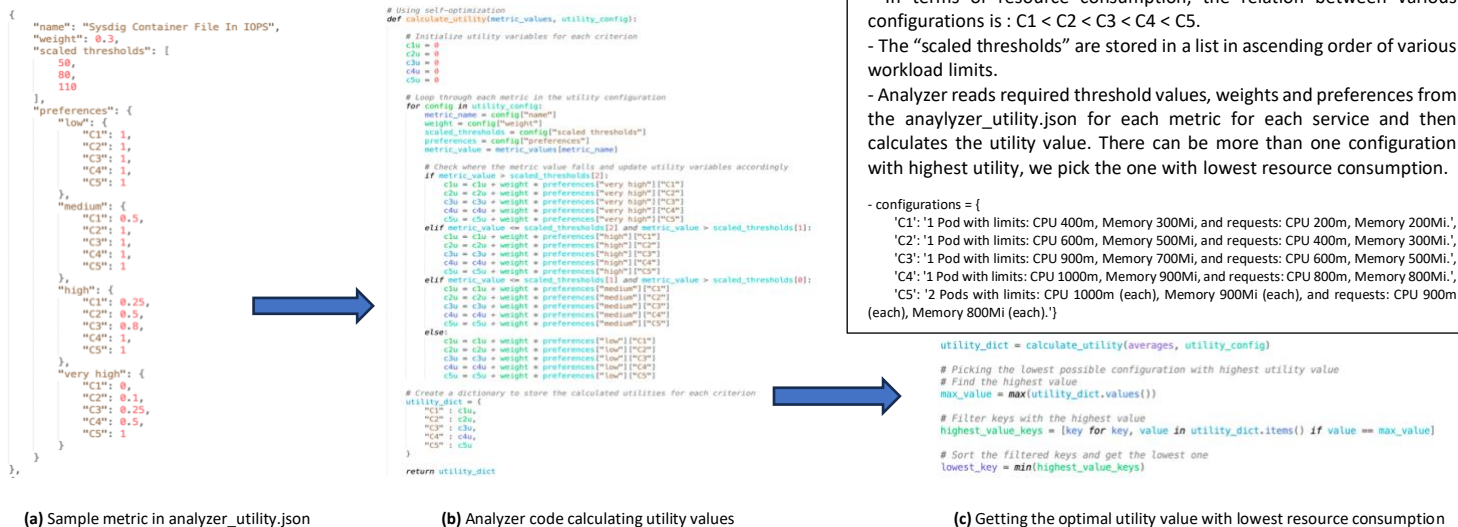 {
"name": "Sysdig Container File In IOPS",
"weight": 0.3,
"scaled thresholds": [
50,
80,
110
],
"preferences": {
"low": {
"C1": 1,
"C2": 1,
"C3": 1,
"C4": 1,
"C5": 1
},
"medium": {
"C1": 0.5,
"C2": 1,
"C3": 1,
"C4": 1,
"C5": 1
},
"high": {
"C1": 0.25,
"C2": 0.5,
"C3": 0.8,
"C4": 1,
"C5": 1
},
"very high": {
"C1": 0,
"C2": 0.1,
"C3": 0.25,
"C4": 0.5,
"C5": 1
}
}
},
(a) Sample metric in analyzer_utility.json
# Using self-optimization
def calculate_utility(metric_values, utility_config):
# Initialize utility variables for each criterion
c1u = 0
c2u = 0
c3u = 0
c4u = 0
c5u = 0
# Loop through each metric in the utility configuration
for config in utility_config:
metric_name = config["name"]
weight = config["weight"]
scaled_thresholds = config["scaled thresholds"]
preferences = config["preferences"]
metric_value = metric_values[metric_name]
# Check where the metric value falls and update utility variables accordingly
if metric_value > scaled_thresholds[2]:
c1u = c1u + weight * preferences["very high"]["C1"]
c2u = c2u + weight * preferences["very high"]["C2"]
c3u = c3u + weight * preferences["very high"]["C3"]
c4u = c4u + weight * preferences["very high"]["C4"]
c5u = c5u + weight * preferences["very high"]["C5"]
elif metric_value <= scaled_thresholds[2] and metric_value > scaled_thresholds[1]:
c1u = c1u + weight * preferences["high"]["C1"]
c2u = c2u + weight * preferences["high"]["C2"]
c3u = c3u + weight * preferences["high"]["C3"]
c4u = c4u + weight * preferences["high"]["C4"]
c5u = c5u + weight * preferences["high"]["C5"]
elif metric_value <= scaled_thresholds[1] and metric_value > scaled_thresholds[0]:
c1u = c1u + weight * preferences["medium"]["C1"]
c2u = c2u + weight * preferences["medium"]["C2"]
c3u = c3u + weight * preferences["medium"]["C3"]
c4u = c4u + weight * preferences["medium"]["C4"]
c5u = c5u + weight * preferences["medium"]["C5"]
else:
c1u = c1u + weight * preferences["low"]["C1"]
c2u = c2u + weight * preferences["low"]["C2"]
c3u = c3u + weight * preferences["low"]["C3"]
c4u = c4u + weight * preferences["low"]["C4"]
c5u = c5u + weight * preferences["low"]["C5"]
# Create a dictionary to store the calculated utilities for each criterion
utility_dict = {
"C1" : c1u,
"C2" : c2u,
"C3" : c3u,
"C4" : c4u,
"C5" : c5u
}
return utility_dict
(b) Analyzer code calculating utility values
- In terms of resource consumption, the relation between various
configurations is : C1 < C2 < C3 < C4 < C5.
- The “scaled thresholds” are stored in a list in ascending order of various
workload limits.
- Analyzer reads required threshold values, weights and preferences from
the anaylyzer_utility.json for each metric for each service and then
calculates the utility value. There can be more than one configuration
with highest utility, we pick the one with lowest resource consumption.
- configurations = {
'C1': '1 Pod with limits: CPU 400m, Memory 300Mi, and requests: CPU 200m, Memory 200Mi.',
'C2': '1 Pod with limits: CPU 600m, Memory 500Mi, and requests: CPU 400m, Memory 300Mi.',
'C3': '1 Pod with limits: CPU 900m, Memory 700Mi, and requests: CPU 600m, Memory 500Mi.',
'C4': '1 Pod with limits: CPU 1000m, Memory 900Mi, and requests: CPU 800m, Memory 800Mi.',
'C5': '2 Pods with limits: CPU 1000m (each), Memory 900Mi (each), and requests: CPU 900m
(each), Memory 800Mi (each).'}
utility_dict = calculate_utility(averages, utility_config)
# Picking the lowest possible configuration with highest utility value
# Find the highest value
max_value = max(utility_dict.values())
# Filter keys with the highest value
highest_value_keys = [key for key, value in utility_dict.items() if value == max_value]
# Sort the filtered keys and get the lowest one
lowest_key = min(highest_value_keys)
(c) Getting the optimal utility value with lowest resource consumption